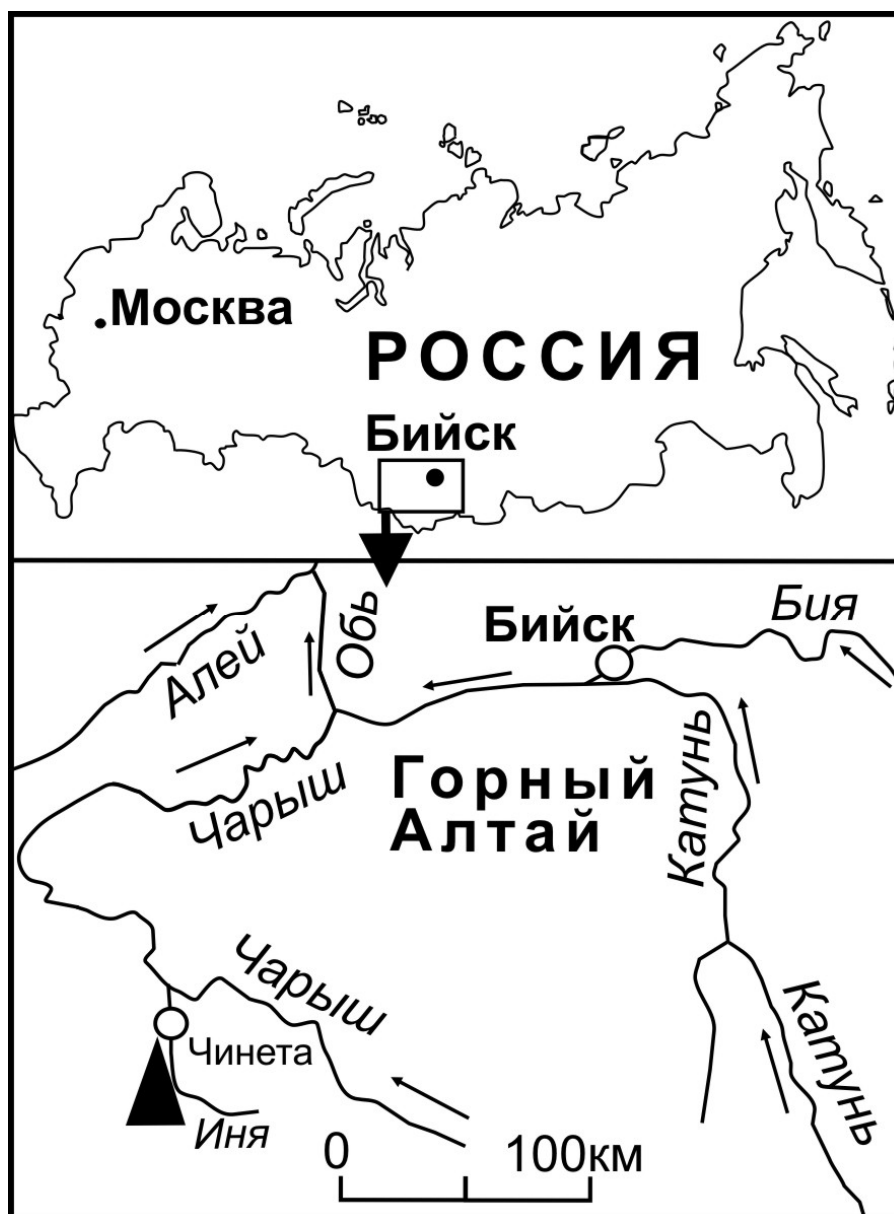 Москва
РОССИЯ
Бийск
Обь
Бийск
Бия
Алей
Чарыш
Горный
Алтай
Катунь
Чарыш
Катунь
Чинета
Иня
0 100км